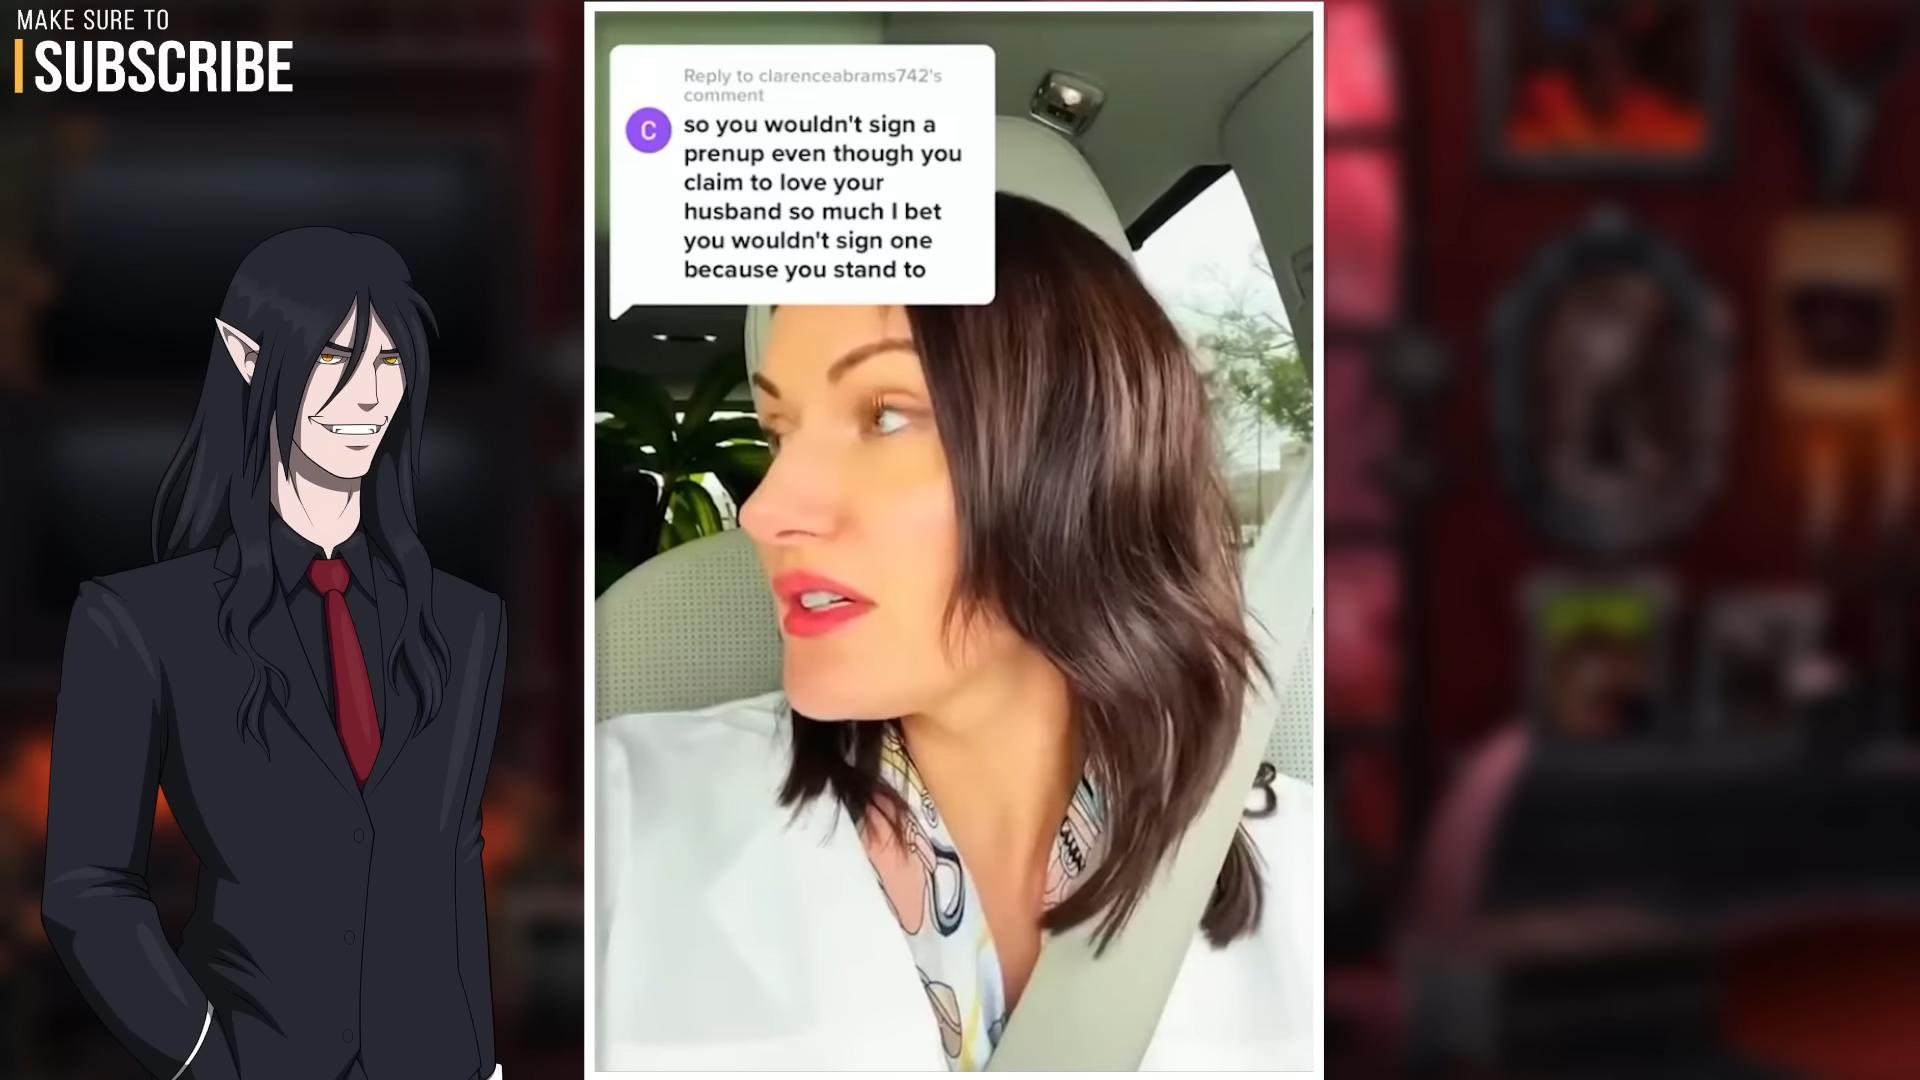 MAKE SURE TO
SUBSCRIBE
Reply to clarenceabrams742's
comment
C
so you wouldn't sign a
prenup even though you
claim to love your
husband so much I bet
you wouldn't sign one
because you stand to